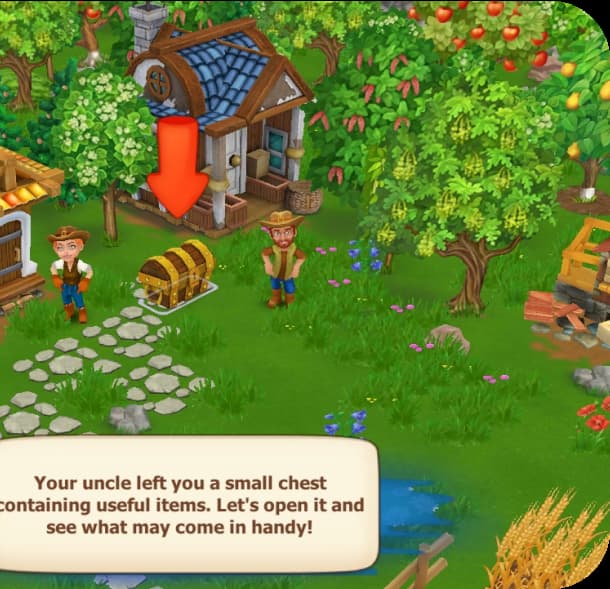 Your uncle left you a small chest
containing useful items. Let's open it and
see what may come in handy!